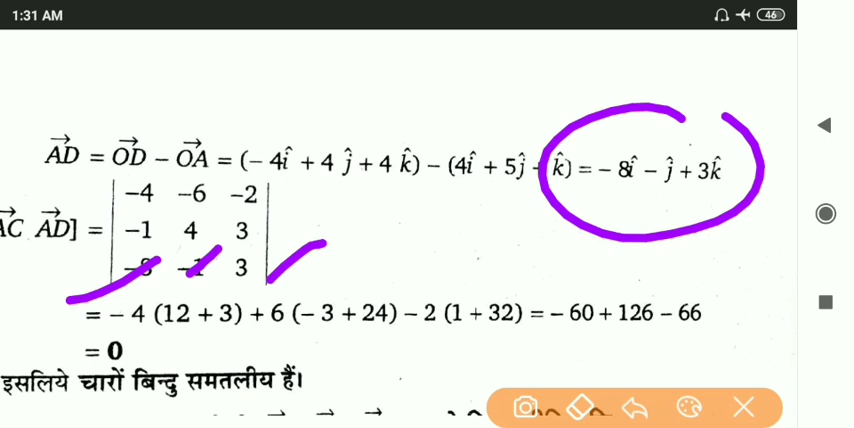 1:31 AM
46
AD = OD – OA = (– 4î + 4 ĵ + 4 k̂) – (4î + 5ĵ + k̂) = – 8î – ĵ + 3k̂
–4 –6 –2
AC AD] = –1 4 3
–8 –1 3
= – 4 (12 + 3) + 6 (– 3 + 24) – 2 (1 + 32) = – 60 + 126 – 66
= 0
इसलिये चारों बिन्दु समतलीय हैं।